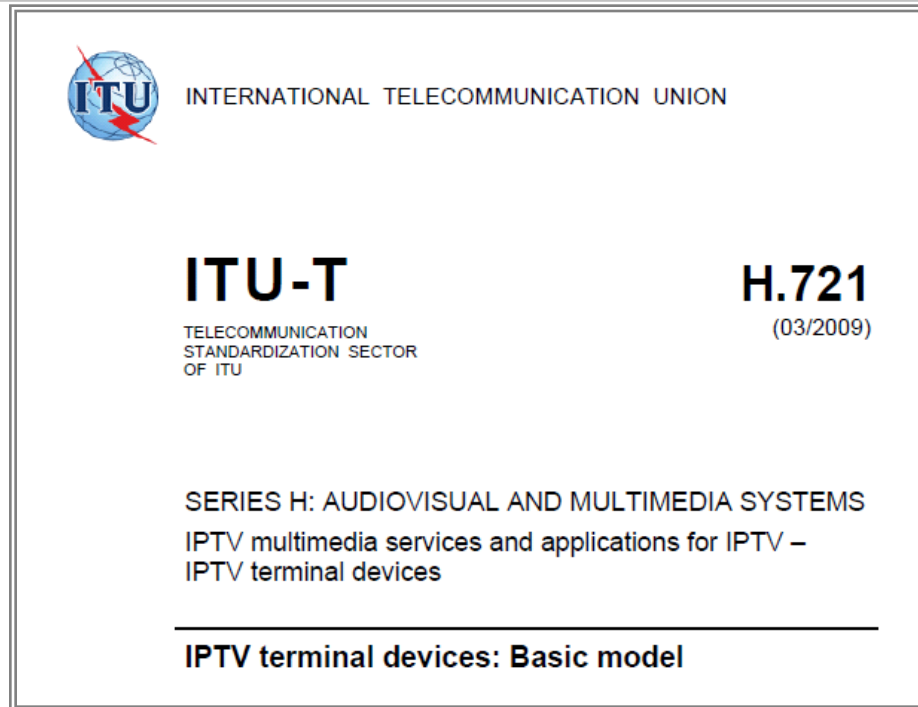 ITU
INTERNATIONAL TELECOMMUNICATION UNION
ITU-T
H.721
TELECOMMUNICATION
STANDARDIZATION SECTOR
OF ITU
(03/2009)
SERIES H: AUDIOVISUAL AND MULTIMEDIA SYSTEMS
IPTV multimedia services and applications for IPTV –
IPTV terminal devices
IPTV terminal devices: Basic model